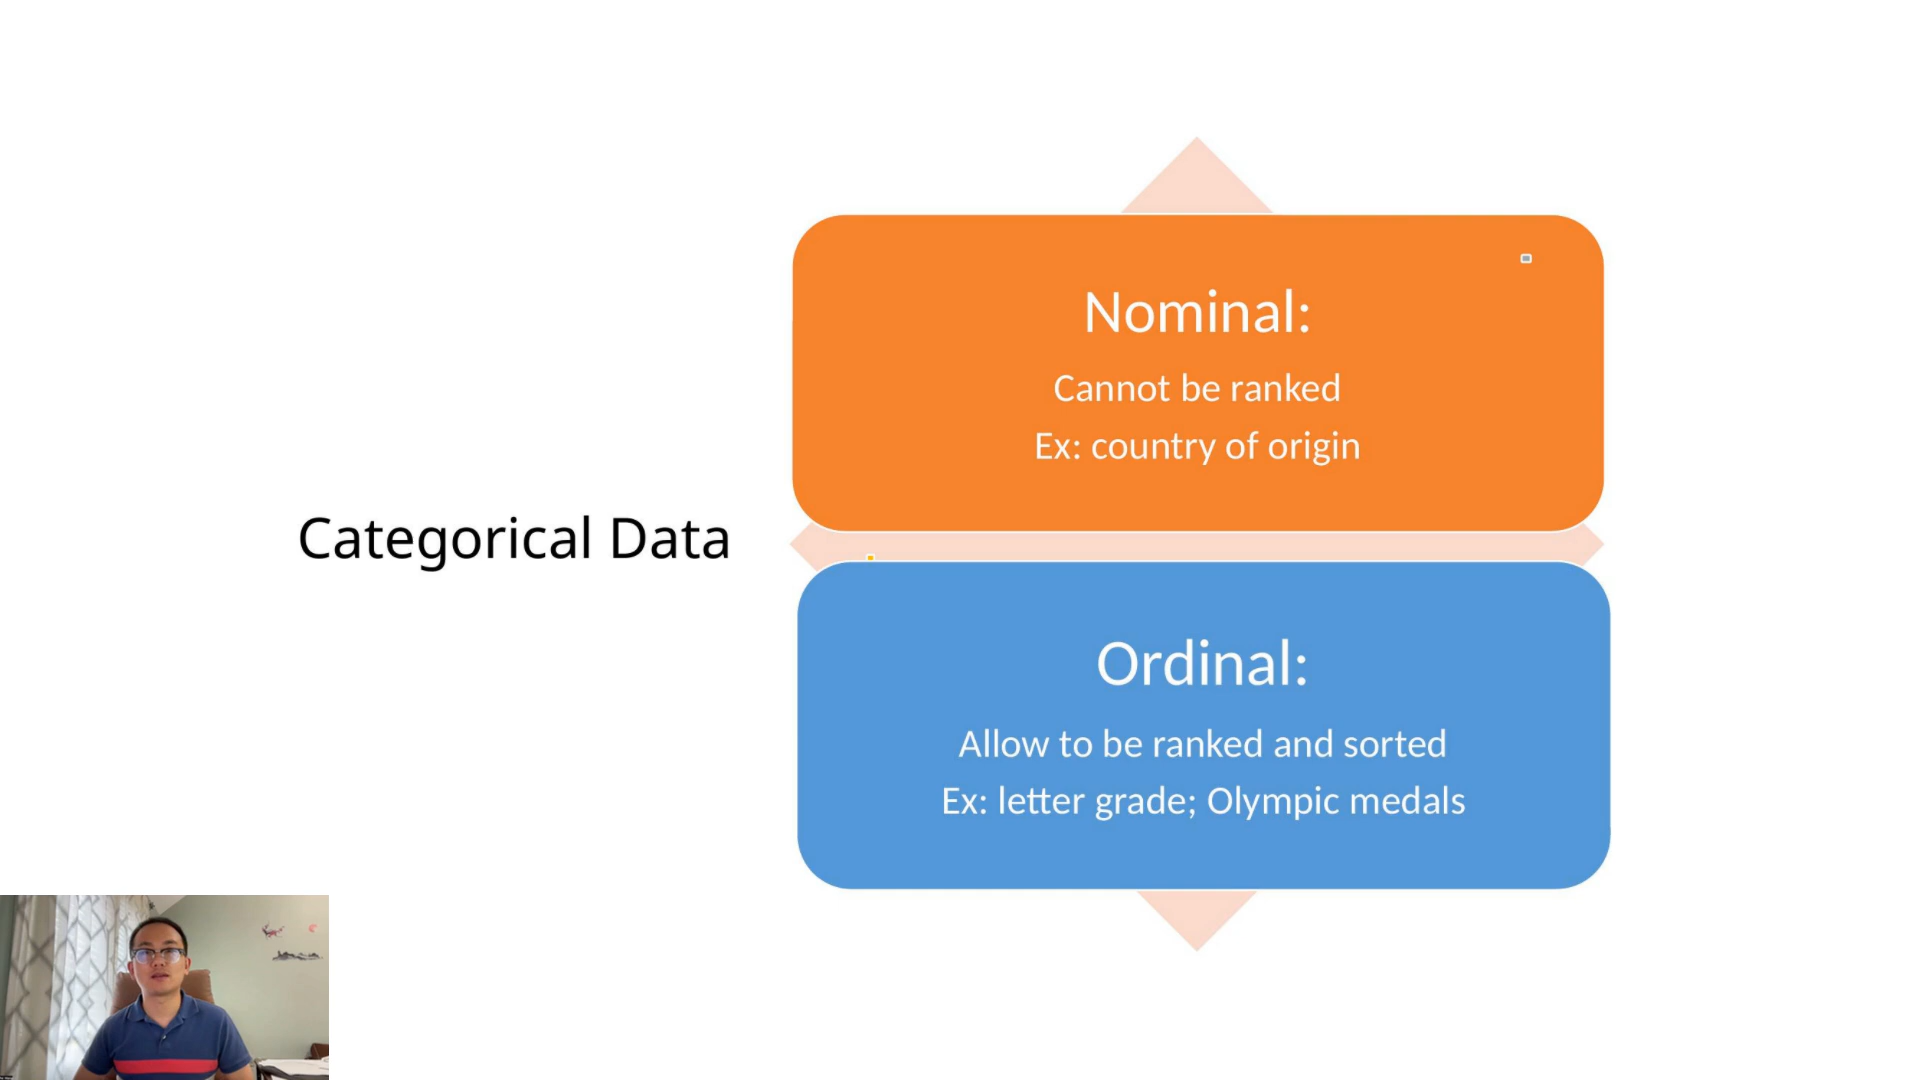 Categorical Data
Nominal:
Cannot be ranked
Ex: country of origin
Ordinal:
Allow to be ranked and sorted
Ex: letter grade; Olympic medals